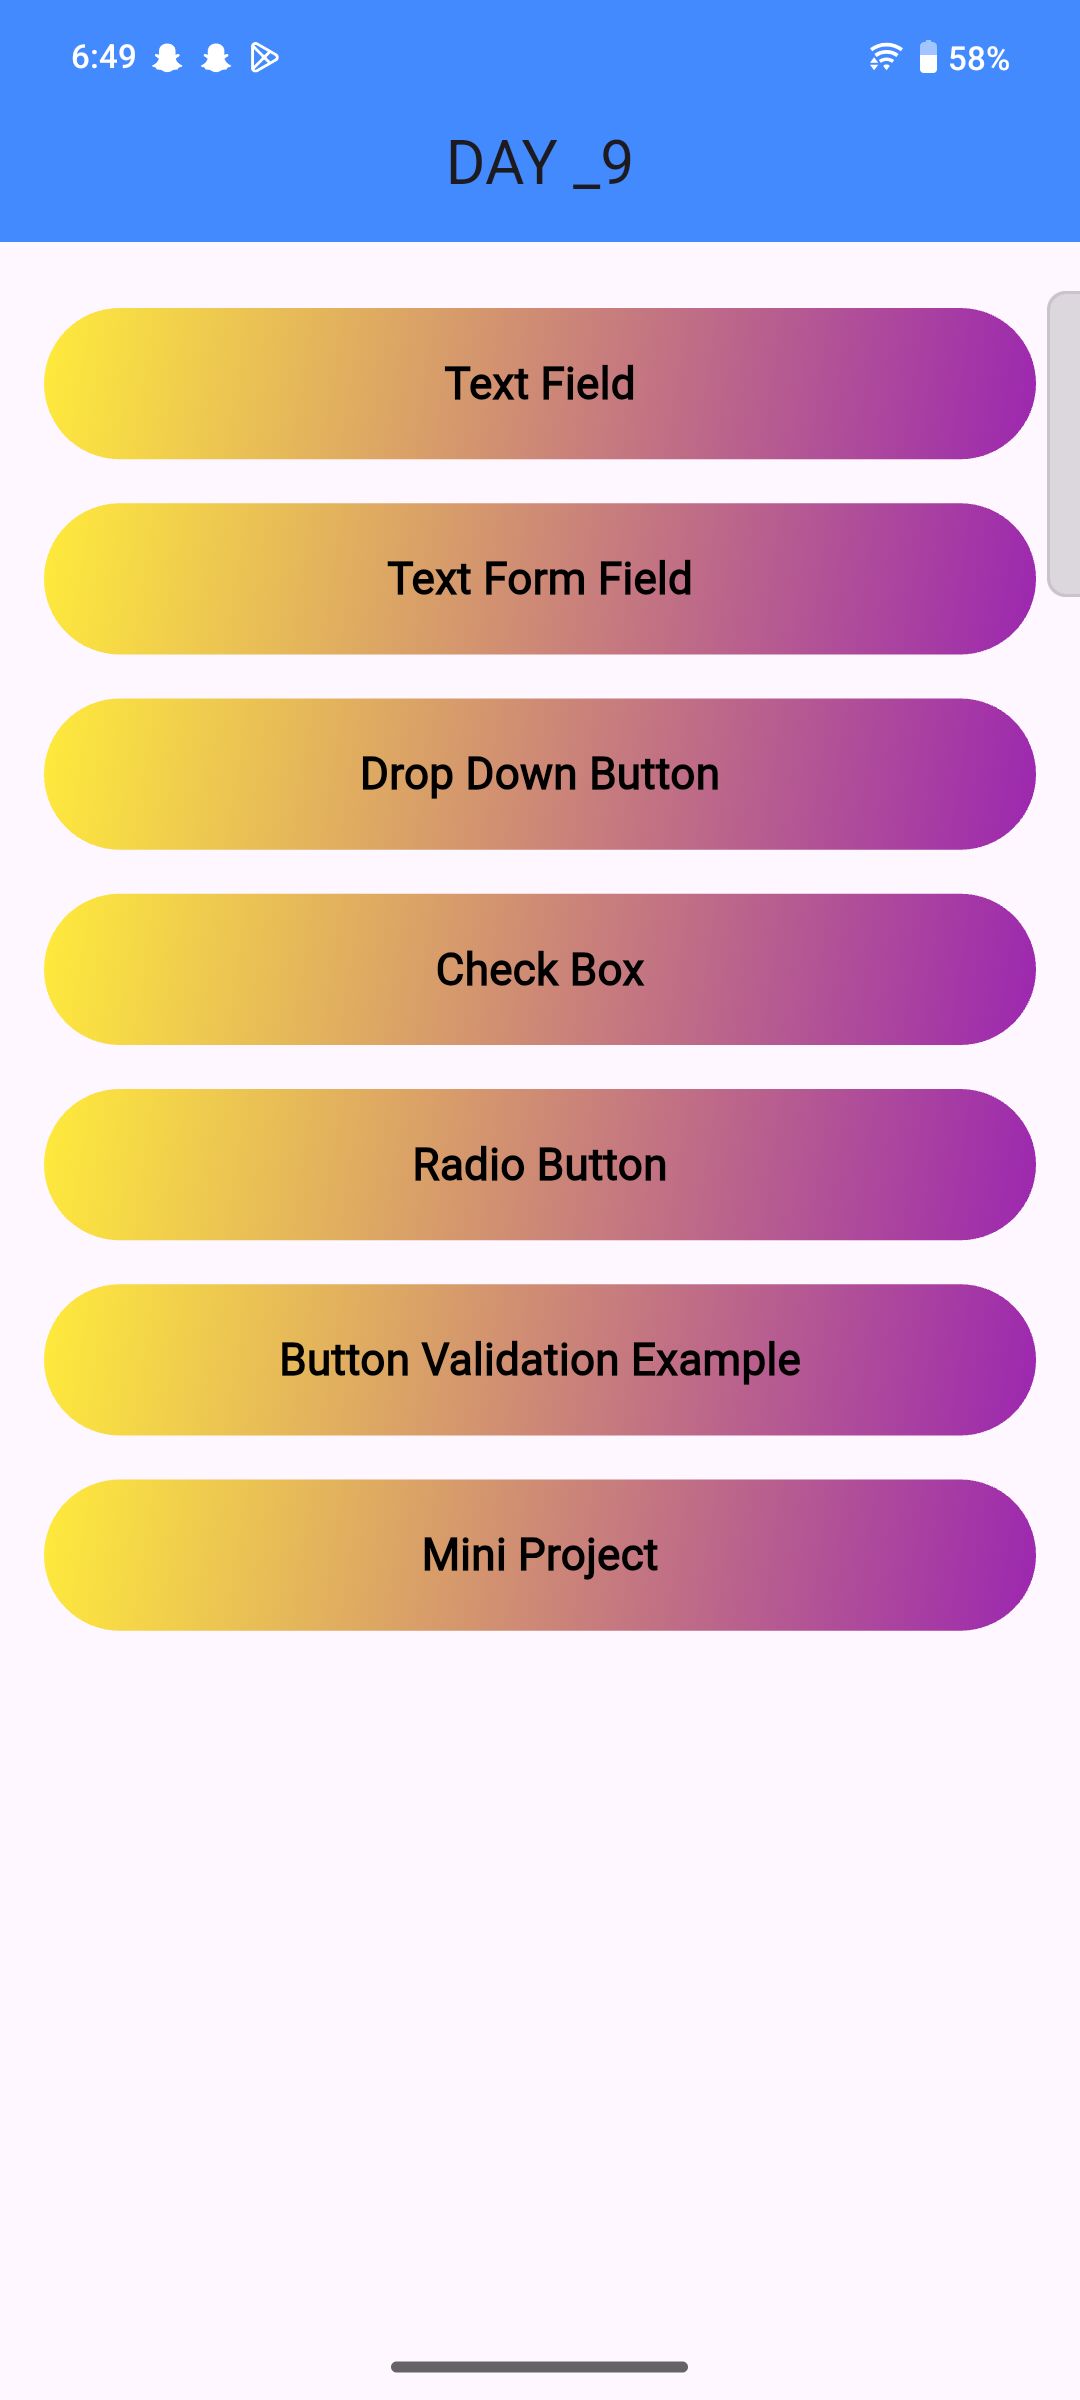 6:49
58%
DAY _9
Text Field
Text Form Field
Drop Down Button
Check Box
Radio Button
Button Validation Example
Mini Project